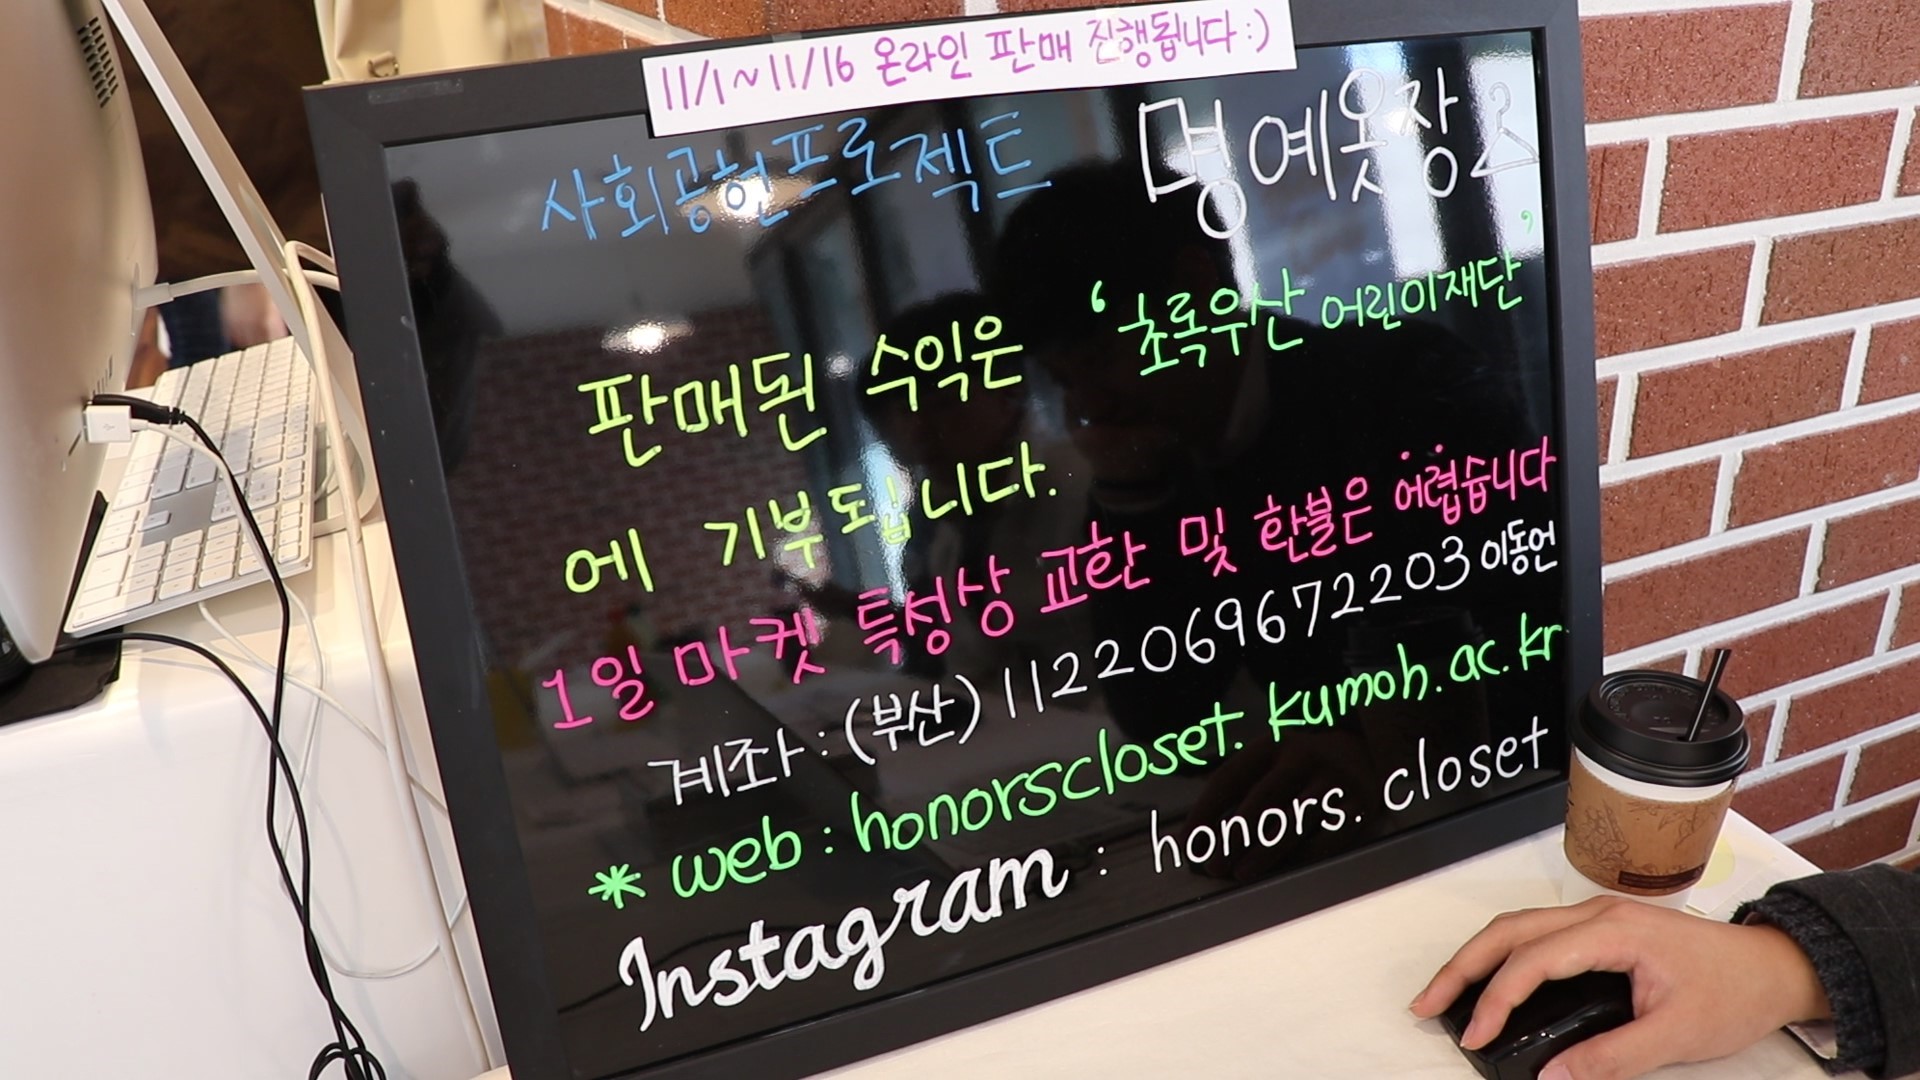 11/1~11/16 온라인 판매 진행됩니다:)
사회공헌프로젝트 명예옷장
판매된 수익은 '초록우산 어린이재단'
에 기부됩니다.
1일 마켓 특성상 교환 및 환불은 어렵습니다
계좌:(부산) 1122069672203 이동언
* web : honorscloset. kumoh. ac. kr
Instagram : honors. closet